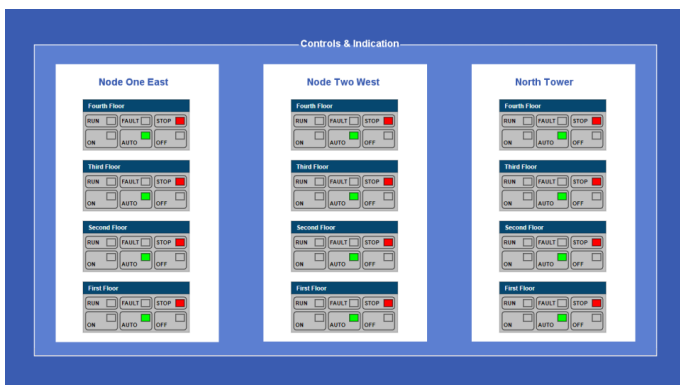 Controls & Indication
Node One East
Fourth Floor
RUN FAULT STOP
ON AUTO OFF
Third Floor
RUN FAULT STOP
ON AUTO OFF
Second Floor
RUN FAULT STOP
ON AUTO OFF
First Floor
RUN FAULT STOP
ON AUTO OFF
Node Two West
Fourth Floor
RUN FAULT STOP
ON AUTO OFF
Third Floor
RUN FAULT STOP
ON AUTO OFF
Second Floor
RUN FAULT STOP
ON AUTO OFF
First Floor
RUN FAULT STOP
ON AUTO OFF
North Tower
Fourth Floor
RUN FAULT STOP
ON AUTO OFF
Third Floor
RUN FAULT STOP
ON AUTO OFF
Second Floor
RUN FAULT STOP
ON AUTO OFF
First Floor
RUN FAULT STOP
ON AUTO OFF